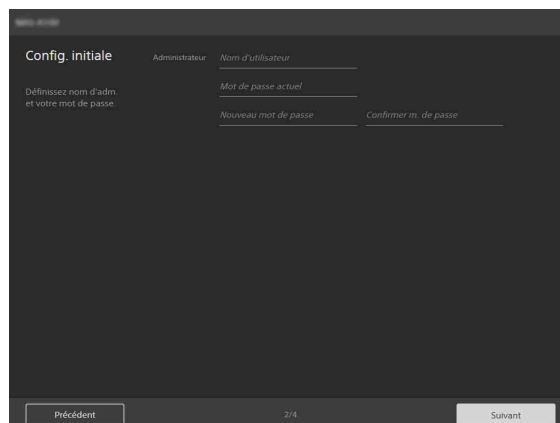 Config. initiale
Administrateur
Nom d'utilisateur
Définissez nom d'adm.
et votre mot de passe.
Mot de passe actuel
Nouveau mot de passe
Confirmer m. de passe
Précédent
2/4
Suivant